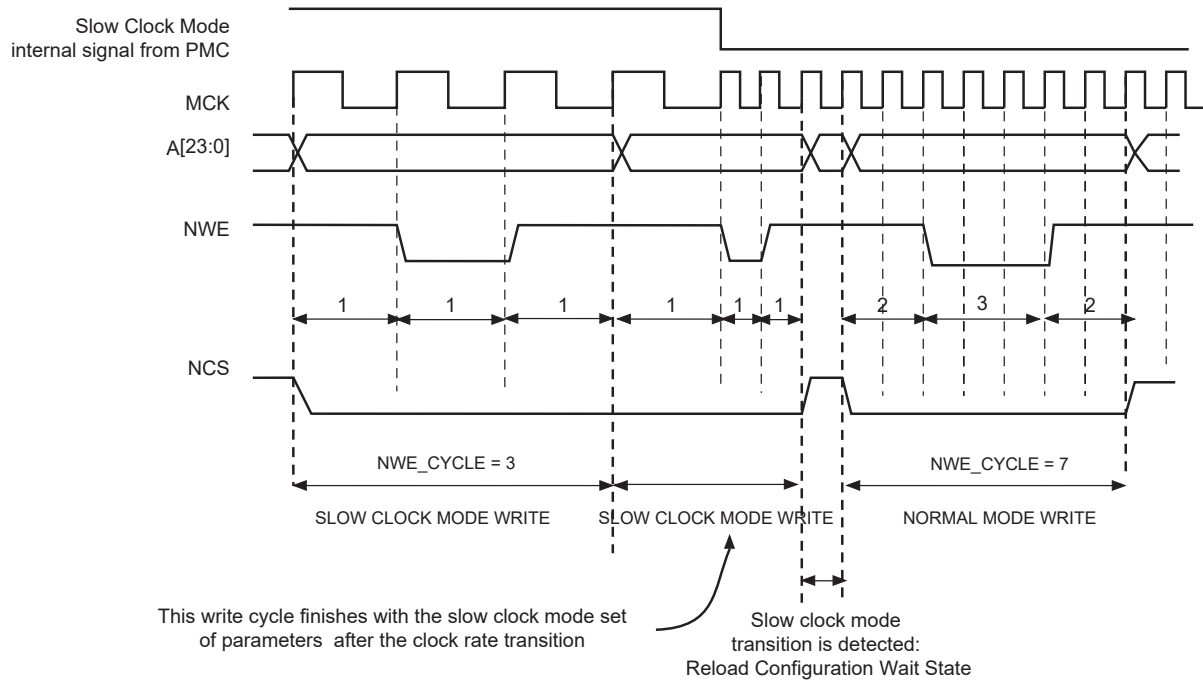 Slow Clock Mode
internal signal from PMC
MCK
A[23:0]
NWE
1 1 1 1 1 1 2 3 2
NCS
NWE_CYCLE = 3 NWE_CYCLE = 7
SLOW CLOCK MODE WRITE SLOW CLOCK MODE WRITE NORMAL MODE WRITE
This write cycle finishes with the slow clock mode set
of parameters after the clock rate transition
Slow clock mode
transition is detected:
Reload Configuration Wait State